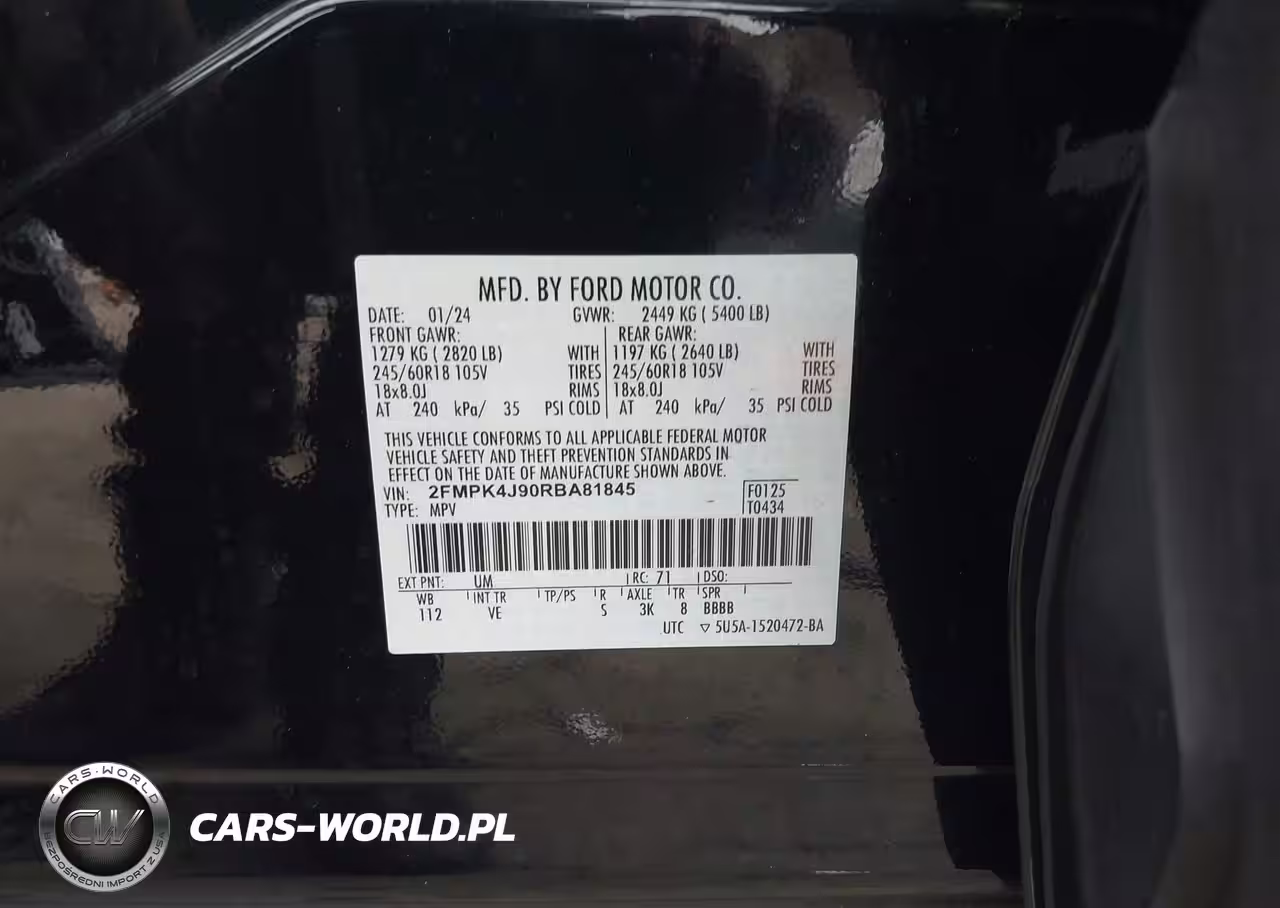 MFD. BY FORD MOTOR CO.
DATE: 01/24 GVWR: 2449 KG ( 5400 LB)
FRONT GAWR: REAR GAWR:
1279 KG ( 2820 LB) WITH 1197 KG ( 2640 LB) WITH
245/60R18 105V TIRES 245/60R18 105V TIRES
18x8.0J RIMS 18x8.0J RIMS
AT 240 kPa/ 35 PSI COLD AT 240 kPa/ 35 PSI COLD
THIS VEHICLE CONFORMS TO ALL APPLICABLE FEDERAL MOTOR
VEHICLE SAFETY AND THEFT PREVENTION STANDARDS IN
EFFECT ON THE DATE OF MANUFACTURE SHOWN ABOVE.
VIN: 2FMPK4J90RBA81845 F0125
TYPE: MPV T0434
EXT PNT: UM RC: 71 DSO:
WB INT TR TP/PS R AXLE TR SPR
112 VE S 3K 8 BBBB
UTC ▽ 5U5A-1520472-BA
CARS-WORLD
CW
BEZPOŚREDNI IMPORT Z USA
CARS-WORLD.PL